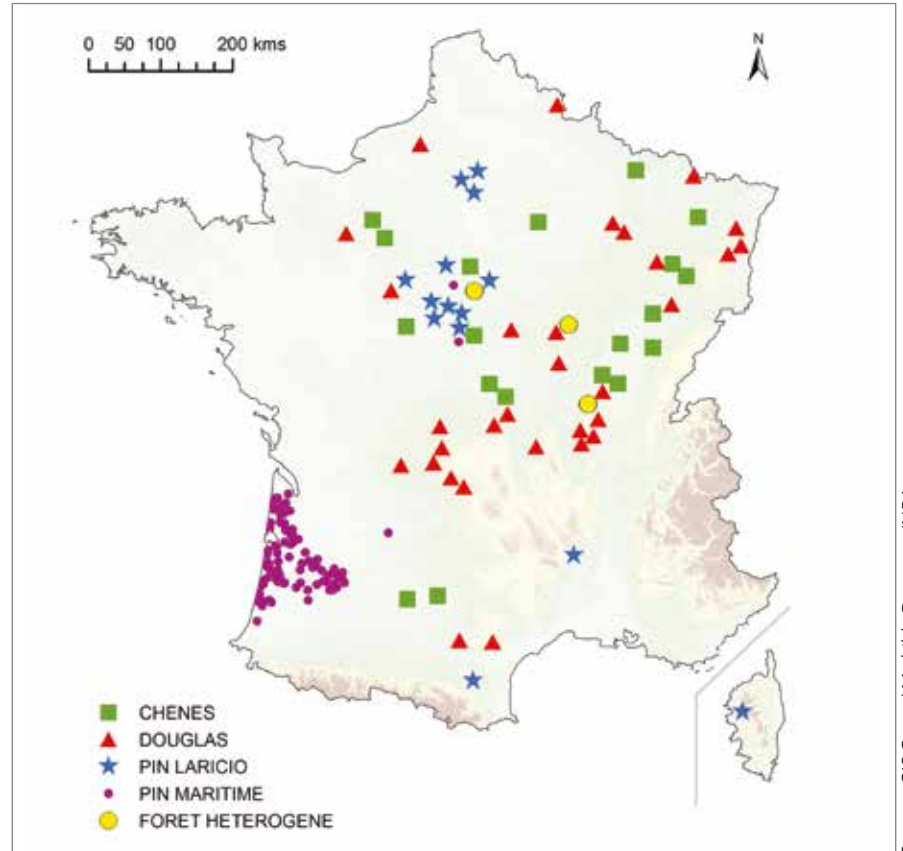 0 50 100 200 kms
N
CHENES
DOUGLAS
PIN LARICIO
PIN MARITIME
FORET HETEROGENE